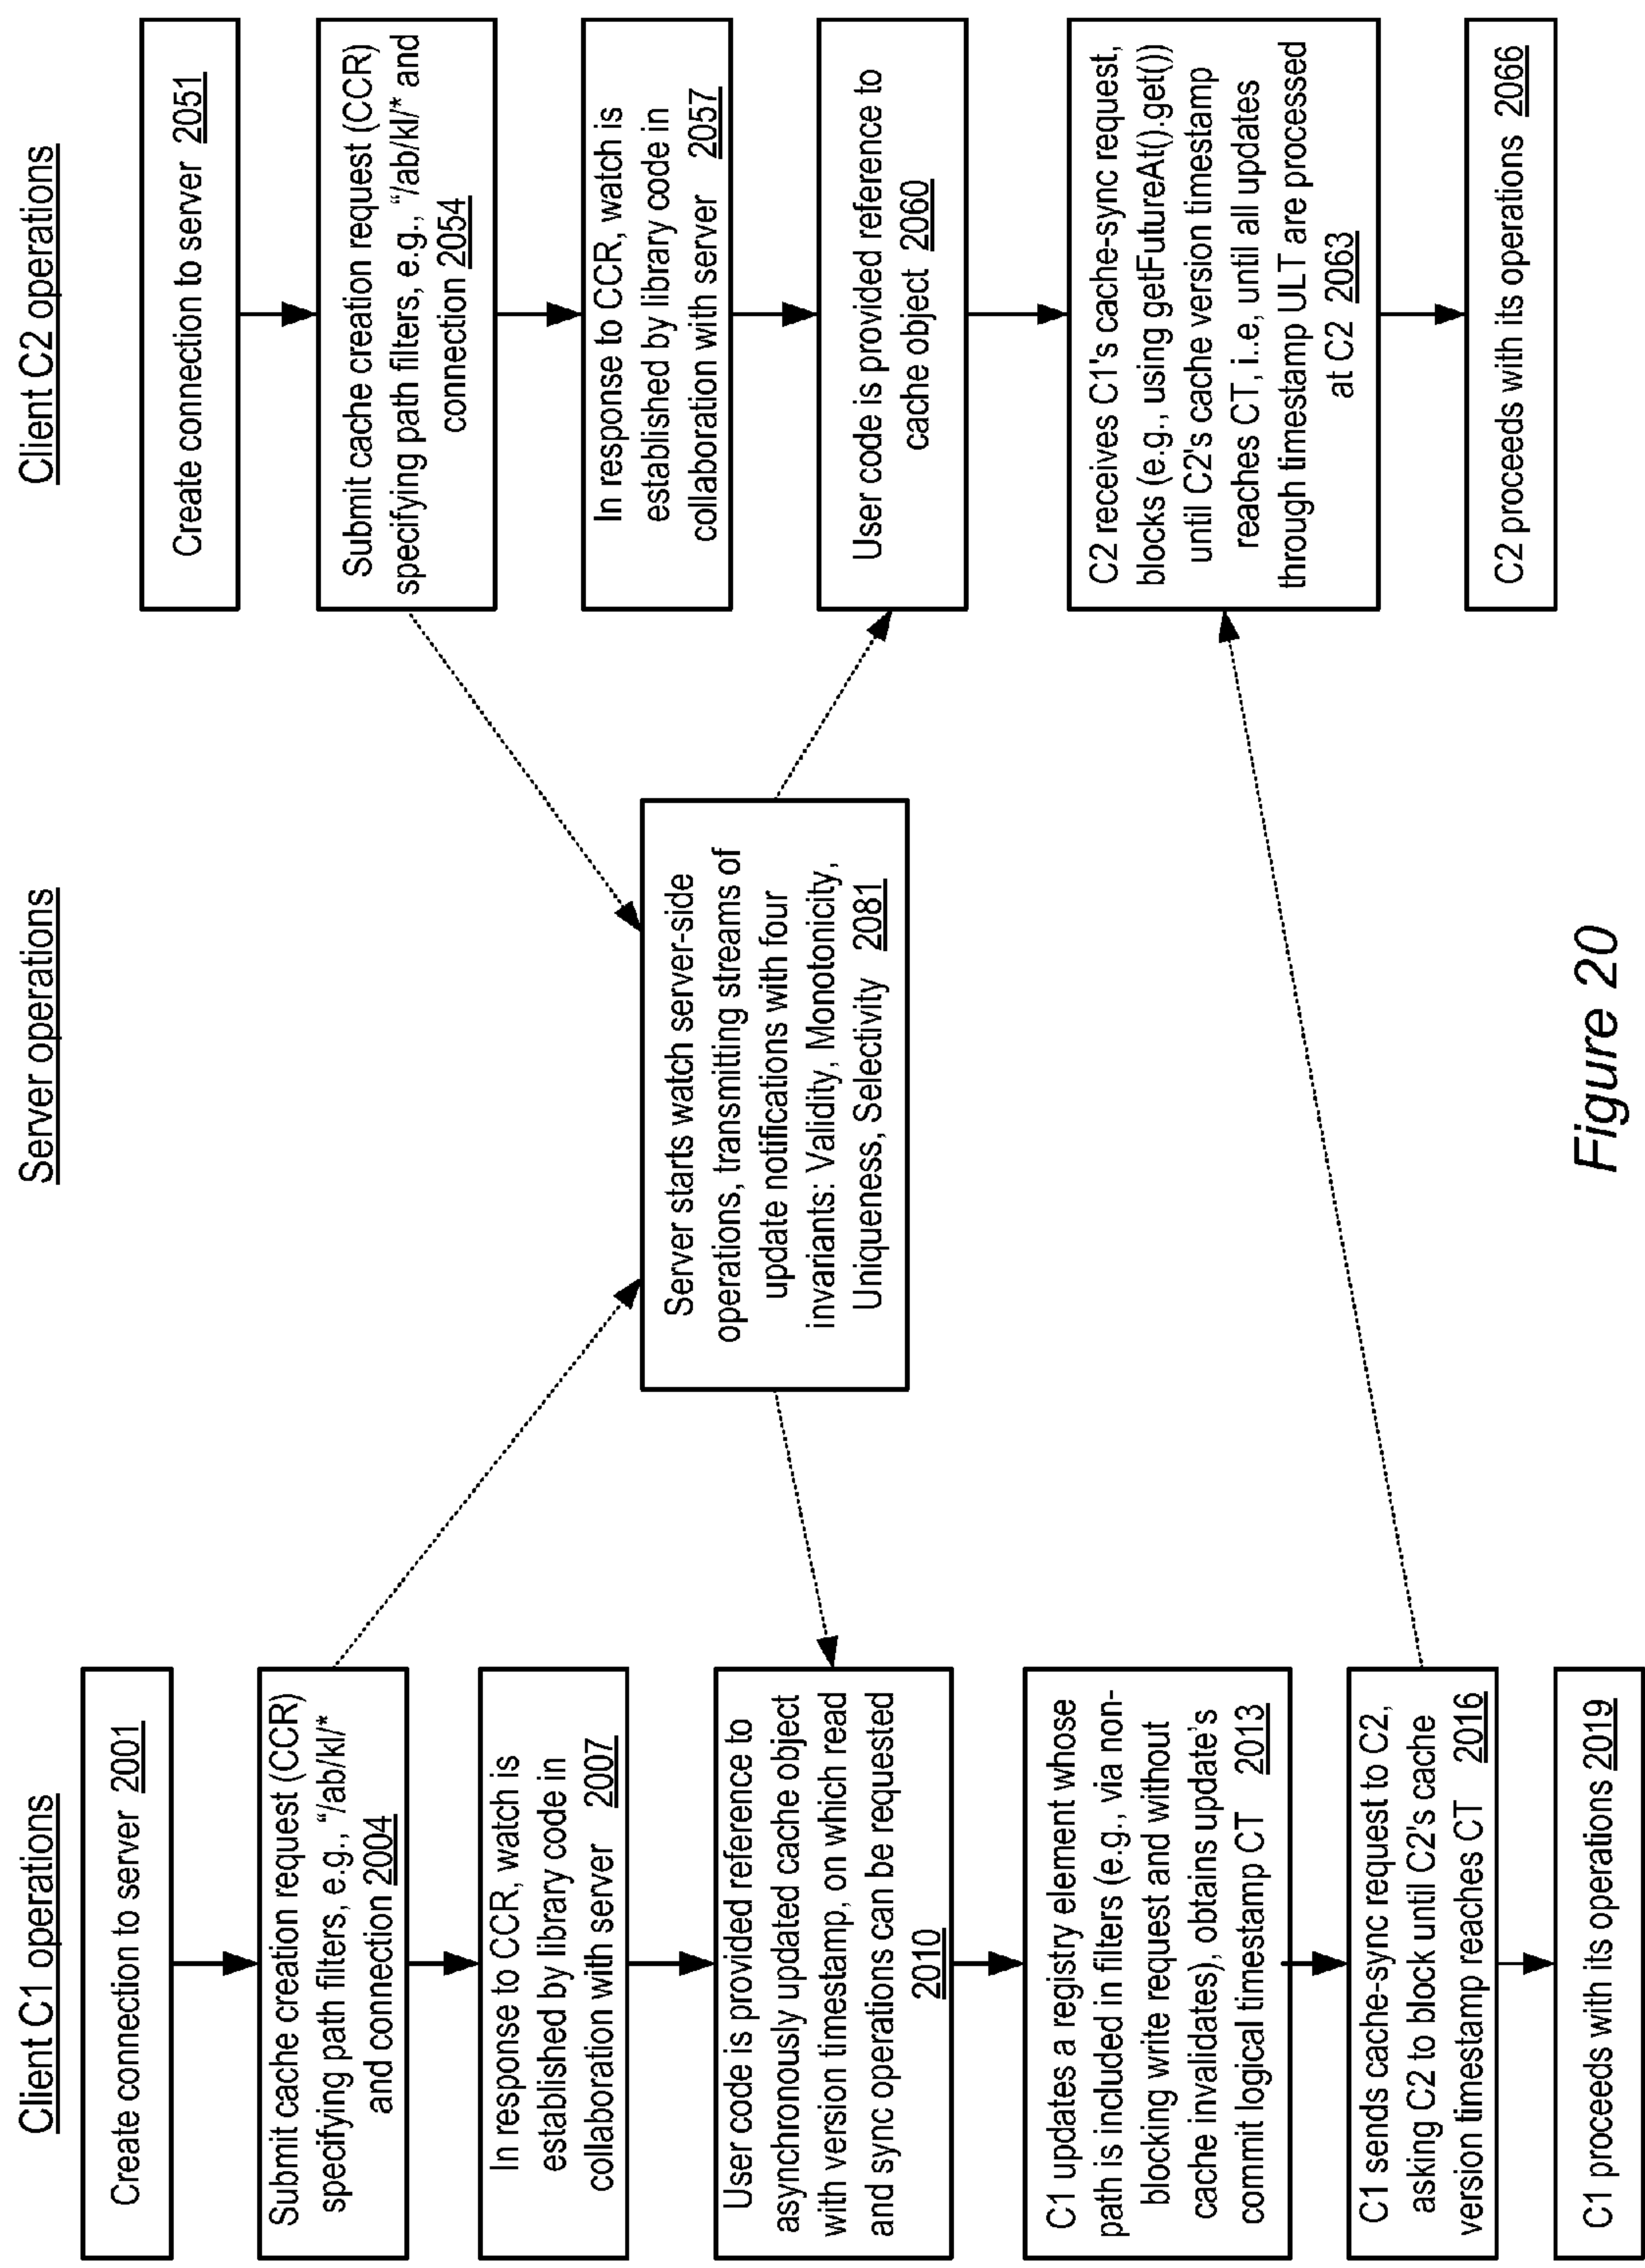 Client C1 operations
Create connection to server 2001
Submit cache creation request (CCR)
specifying path filters, e.g., “/ab/kl/*
and connection 2004
In response to CCR, watch is
established by library code in
collaboration with server 2007
User code is provided reference to
asynchronously updated cache object
with version timestamp, on which read
and sync operations can be requested
2010
C1 updates a registry element whose
path is included in filters (e.g., via non-
blocking write request and without
cache invalidates), obtains update's
commit logical timestamp CT 2013
C1 sends cache-sync request to C2,
asking C2 to block until C2's cache
version timestamp reaches CT 2016
C1 proceeds with its operations 2019
Server operations
Server starts watch server-side
operations, transmitting streams of
update notifications with four
invariants: Validity, Monotonicity,
Uniqueness, Selectivity 2081
Client C2 operations
Create connection to server 2051
Submit cache creation request (CCR)
specifying path filters, e.g., “/ab/kl/* and
connection 2054
In response to CCR, watch is
established by library code in
collaboration with server 2057
User code is provided reference to
cache object 2060
C2 receives C1's cache-sync request,
blocks (e.g., using getFutureAt().get())
until C2's cache version timestamp
reaches CT, i..e, until all updates
through timestamp ULT are processed
at C2 2063
C2 proceeds with its operations 2066
Figure 20